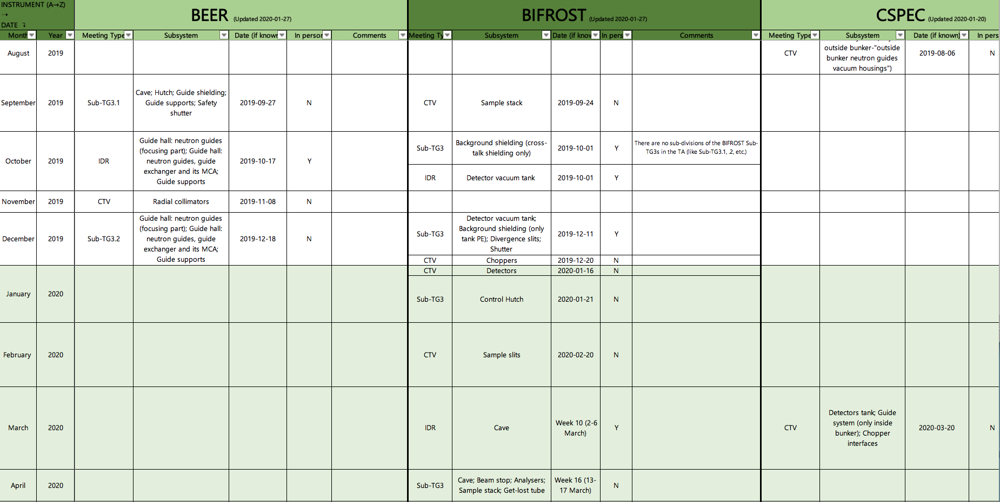 INSTRUMENT (A→Z)
→
DATE ↴
BEER (Updated 2020-01-27)
BIFROST (Updated 2020-01-27)
CSPEC (Updated 2020-01-20)
Month Year Meeting Type Subsystem Date (if known In person Comments Meeting Ty Subsystem Date (if know In pers Comments Meeting Type Subsystem Date (if known) In pers
August 2019
CTV
outside bunker-"outside
bunker neutron guides
vacuum housings")
2019-08-06 N
September 2019 Sub-TG3.1
Cave; Hutch; Guide shielding;
Guide supports; Safety
shutter
2019-09-27 N
CTV Sample stack 2019-09-24 N
October 2019 IDR
Guide hall: neutron guides
(focusing part); Guide hall:
neutron guides, guide
exchanger and its MCA;
Guide supports
2019-10-17 Y
Sub-TG3
Background shielding (cross-
talk shielding only)
2019-10-01 Y
There are no sub-divisions of the BIFROST Sub-
TG3s in the TA (like Sub-TG3.1, .2, etc.)
IDR Detector vacuum tank 2019-10-01 Y
November 2019 CTV Radial collimators 2019-11-08 N
December 2019 Sub-TG3.2
Guide hall: neutron guides
(focusing part); Guide hall:
neutron guides, guide
exchanger and its MCA;
Guide supports
2019-12-18 N
Sub-TG3
Detector vacuum tank;
Background shielding (only
tank PE); Divergence slits;
Shutter
2019-12-11 Y
CTV Choppers 2019-12-20 N
January 2020
CTV Detectors 2020-01-16 N
Sub-TG3 Control Hutch 2020-01-21 N
February 2020
CTV Sample slits 2020-02-20 N
March 2020
IDR Cave
Week 10 (2-6
March)
Y
CTV
Detectors tank; Guide
system (only inside
bunker); Chopper
interfaces
2020-03-20 N
April 2020
Sub-TG3
Cave; Beam stop; Analysers;
Sample stack; Get-lost tube
Week 16 (13-
17 March)
N